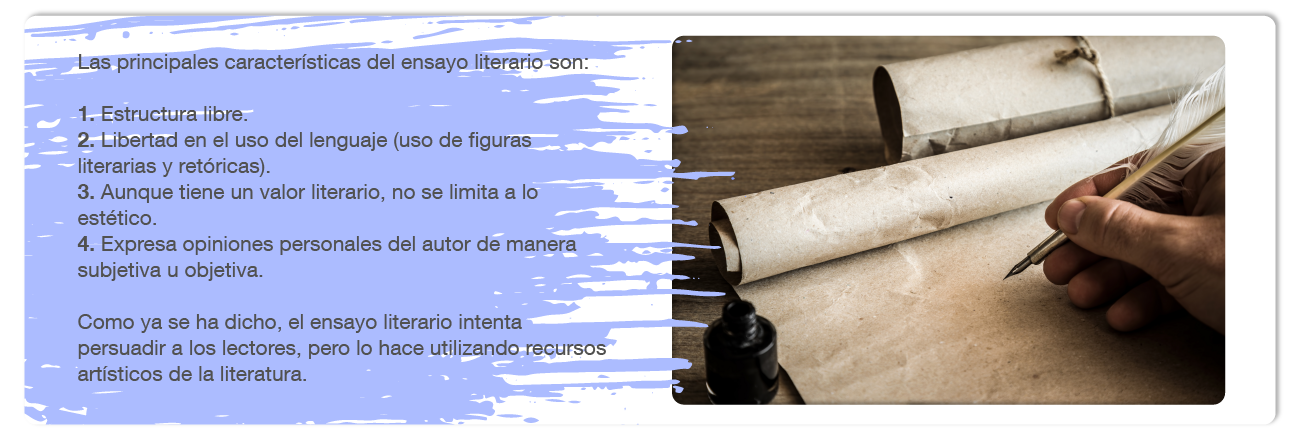 Las principales características del ensayo literario son:
1. Estructura libre.
2. Libertad en el uso del lenguaje (uso de figuras
literarias y retóricas).
3. Aunque tiene un valor literario, no se limita a lo
estético.
4. Expresa opiniones personales del autor de manera
subjetiva u objetiva.
Como ya se ha dicho, el ensayo literario intenta
persuadir a los lectores, pero lo hace utilizando recursos
artísticos de la literatura.